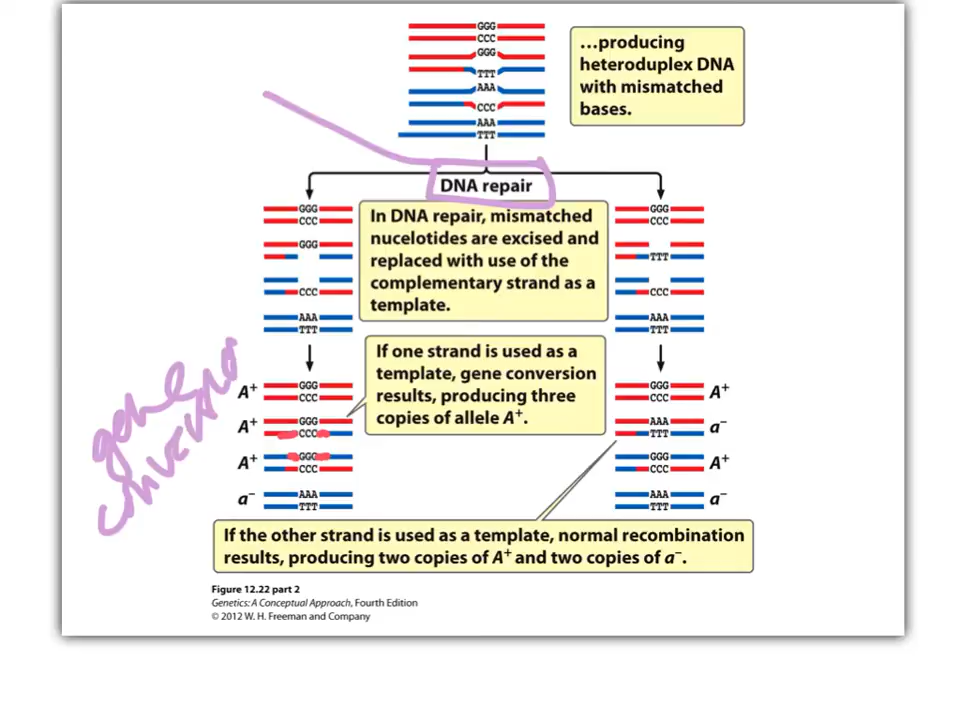 GGG
CCC
GGG
TTT
AAA
CCC
AAA
TTT
...producing
heteroduplex DNA
with mismatched
bases.
DNA repair
In DNA repair, mismatched
nucelotides are excised and
replaced with use of the
complementary strand as a
template.
GGG
CCC
GGG
CCC
AAA
TTT
GGG
CCC
TTT
CCC
AAA
TTT
If one strand is used as a
template, gene conversion
results, producing three
copies of allele A+.
A+ GGG
CCC
A+ GGG
CCC
A+ GGG
CCC
a− AAA
TTT
GGG A+
CCC
AAA a−
TTT
GGG A+
CCC
AAA a−
TTT
gene
If the other strand is used as a template, normal recombination
results, producing two copies of A+ and two copies of a−.
Figure 12.22 part 2
Genetics: A Conceptual Approach, Fourth Edition
© 2012 W. H. Freeman and Company